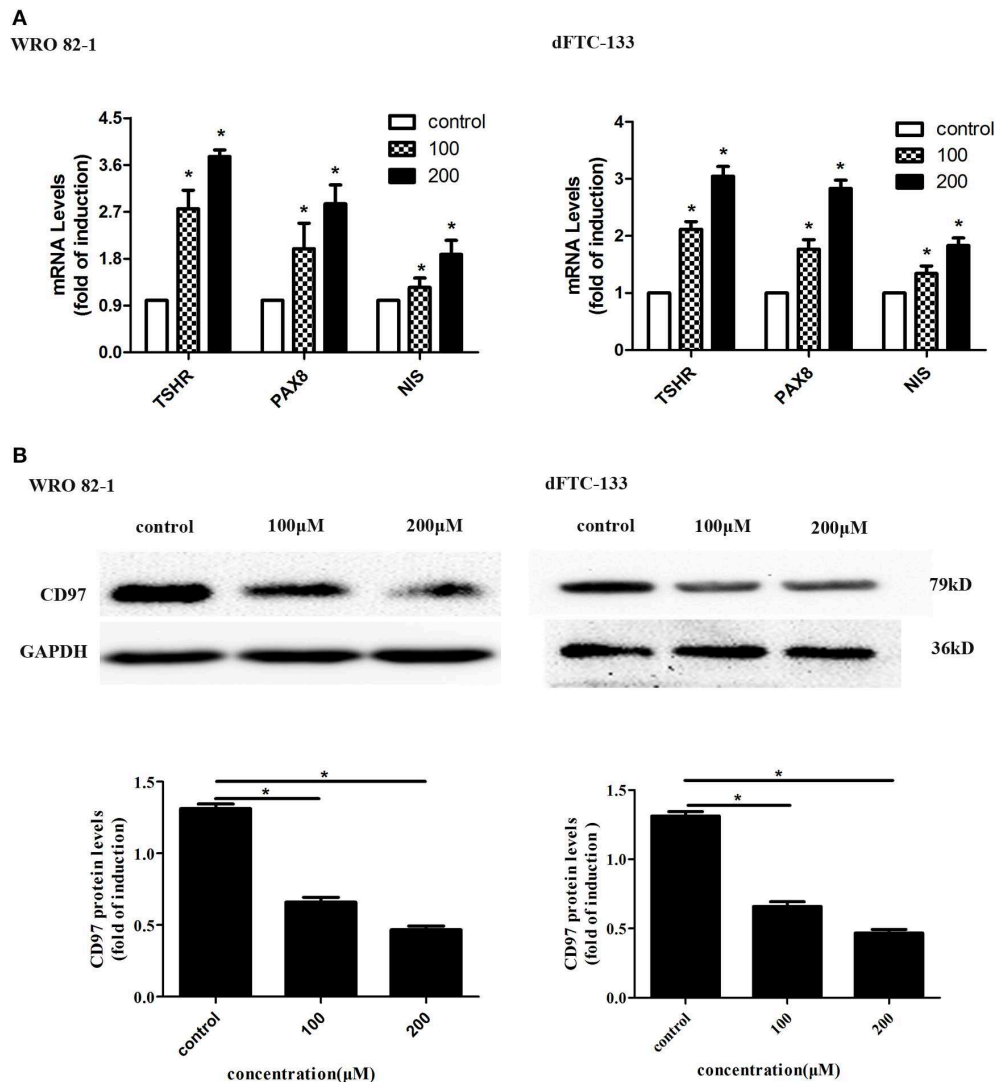 A
WRO 82-1
dFTC-133
mRNA Levels
(fold of induction)
4.5
3.6
2.7
1.8
0.9
0.0
control
100
200
* * * * * *
TSHR PAX8 NIS
mRNA Levels
(fold of induction)
4
3
2
1
0
control
100
200
* * * * * *
TSHR PAX8 NIS
B
WRO 82-1
dFTC-133
control 100μM 200μM
control 100μM 200μM
CD97
79kD
GAPDH
36kD
CD97 protein levels
(fold of induction)
1.5
1.0
0.5
0.0
*
*
control 100 200
concentration(μM)
CD97 protein levels
(fold of induction )
1.5
1.0
0.5
0.0
*
*
control 100 200
concentration(μM)